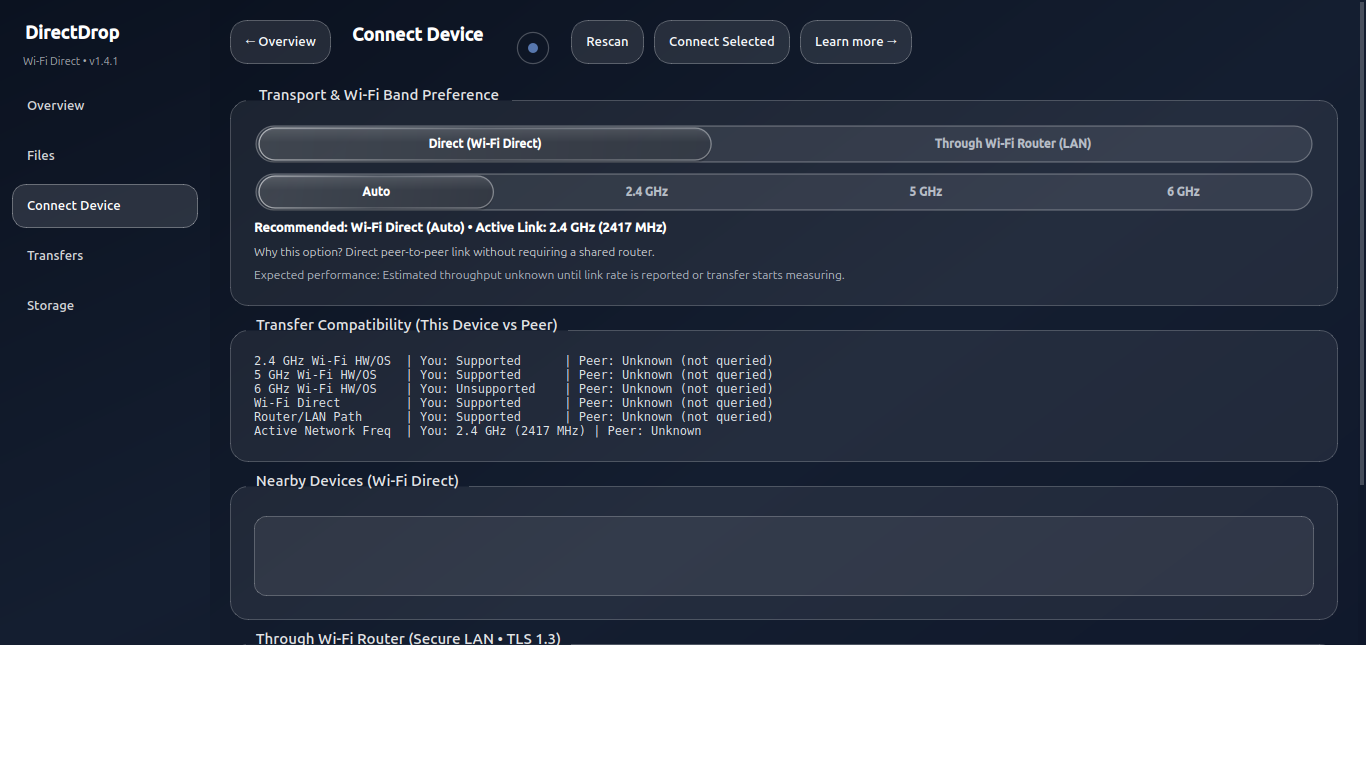 DirectDrop
Wi-Fi Direct • v1.4.1
Overview
Files
Connect Device
Transfers
Storage
← Overview
Connect Device
Rescan
Connect Selected
Learn more →
Transport & Wi-Fi Band Preference
Direct (Wi-Fi Direct)
Through Wi-Fi Router (LAN)
Auto
2.4 GHz
5 GHz
6 GHz
Recommended: Wi-Fi Direct (Auto) • Active Link: 2.4 GHz (2417 MHz)
Why this option? Direct peer-to-peer link without requiring a shared router.
Expected performance: Estimated throughput unknown until link rate is reported or transfer starts measuring.
Transfer Compatibility (This Device vs Peer)
2.4 GHz Wi-Fi HW/OS | You: Supported | Peer: Unknown (not queried)
5 GHz Wi-Fi HW/OS | You: Supported | Peer: Unknown (not queried)
6 GHz Wi-Fi HW/OS | You: Unsupported | Peer: Unknown (not queried)
Wi-Fi Direct | You: Supported | Peer: Unknown (not queried)
Router/LAN Path | You: Supported | Peer: Unknown (not queried)
Active Network Freq | You: 2.4 GHz (2417 MHz) | Peer: Unknown
Nearby Devices (Wi-Fi Direct)
Through Wi-Fi Router (Secure LAN • TLS 1.3)